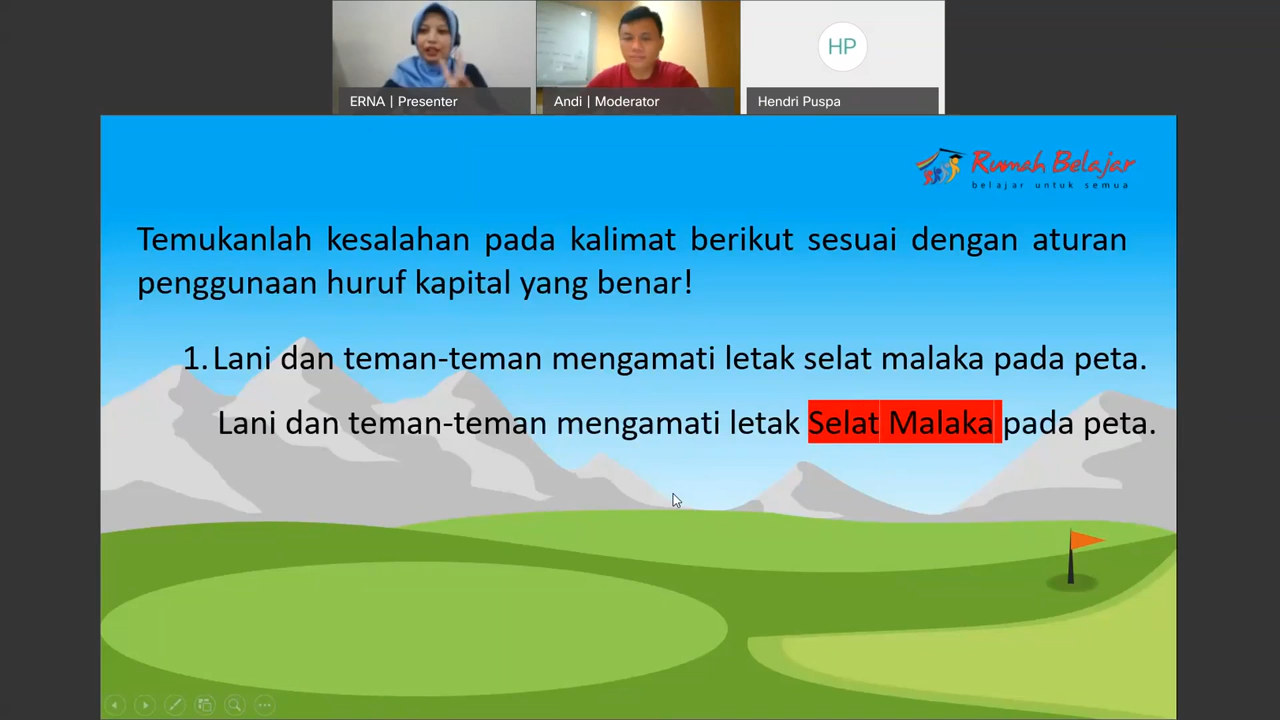 ERNA | Presenter
Andi | Moderator
HP
Hendri Puspa
Rumah Belajar
belajar untuk semua
Temukanlah kesalahan pada kalimat berikut sesuai dengan aturan
penggunaan huruf kapital yang benar!
1. Lani dan teman-teman mengamati letak selat malaka pada peta.
Lani dan teman-teman mengamati letak Selat Malaka pada peta.